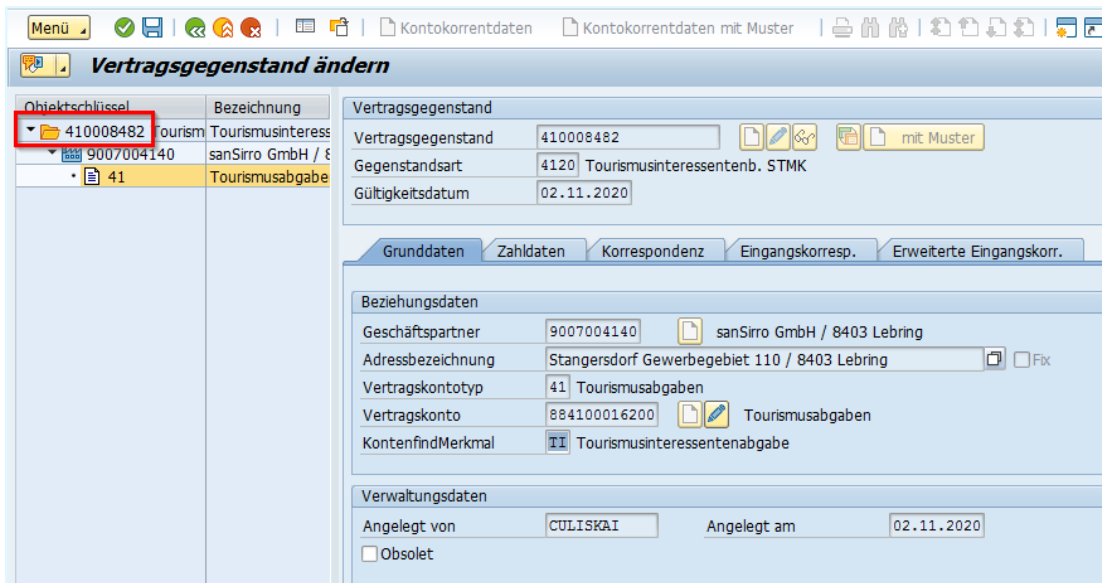 Menü Kontokorrentdaten Kontokorrentdaten mit Muster
Vertragsgegenstand ändern
Objektschlüssel Bezeichnung
410008482 Tourism Tourismusinteress
9007004140 sanSirro GmbH / 8
41 Tourismusabgabe
Vertragsgegenstand
Vertragsgegenstand 410008482 mit Muster
Gegenstandsart 4120 Tourismusinteressentenb. STMK
Gültigkeitsdatum 02.11.2020
Grunddaten Zahldaten Korrespondenz Eingangskorresp. Erweiterte Eingangskorr.
Beziehungsdaten
Geschäftspartner 9007004140 sanSirro GmbH / 8403 Lebring
Adressbezeichnung Stangersdorf Gewerbegebiet 110 / 8403 Lebring Fix
Vertragskontotyp 41 Tourismusabgaben
Vertragskonto 884100016200 Tourismusabgaben
KontenfindMerkmal TI Tourismusinteressentenabgabe
Verwaltungsdaten
Angelegt von CULISKAI Angelegt am 02.11.2020
Obsolet